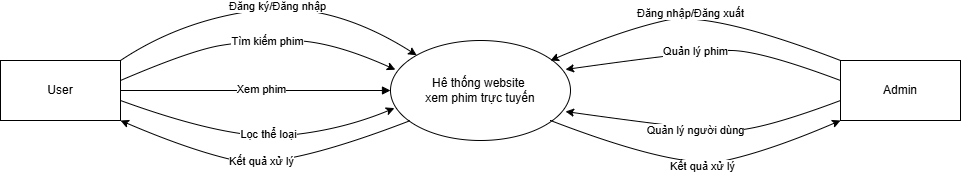 Đăng ký/Đăng nhập
Đăng nhập/Đăng xuất
Tìm kiếm phim
Quản lý phim
User
Hê thống website
xem phim trực tuyến
Xem phim
Admin
Lọc thể loại
Quản lý người dùng
Kết quả xử lý
Kết quả xử lý